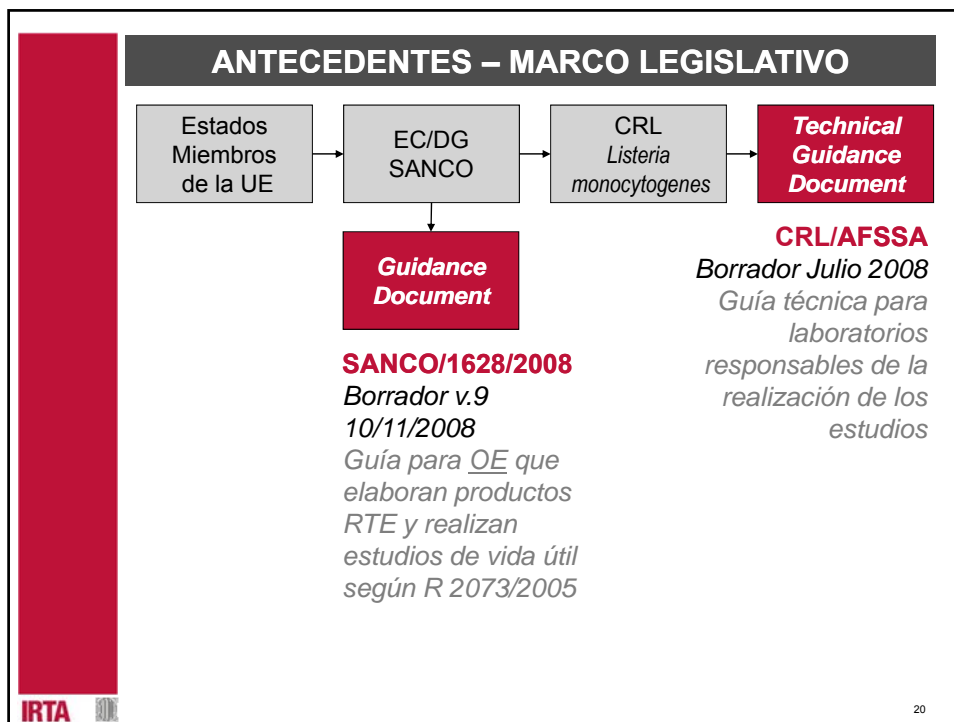 ANTECEDENTES – MARCO LEGISLATIVO
Estados
Miembros
de la UE
EC/DG
SANCO
CRL
Listeria
monocytogenes
Technical
Guidance
Document
Guidance
Document
CRL/AFSSA
Borrador Julio 2008
Guía técnica para
laboratorios
responsables de la
realización de los
estudios
SANCO/1628/2008
Borrador v.9
10/11/2008
Guía para OE que
elaboran productos
RTE y realizan
estudios de vida útil
según R 2073/2005
IRTA
20